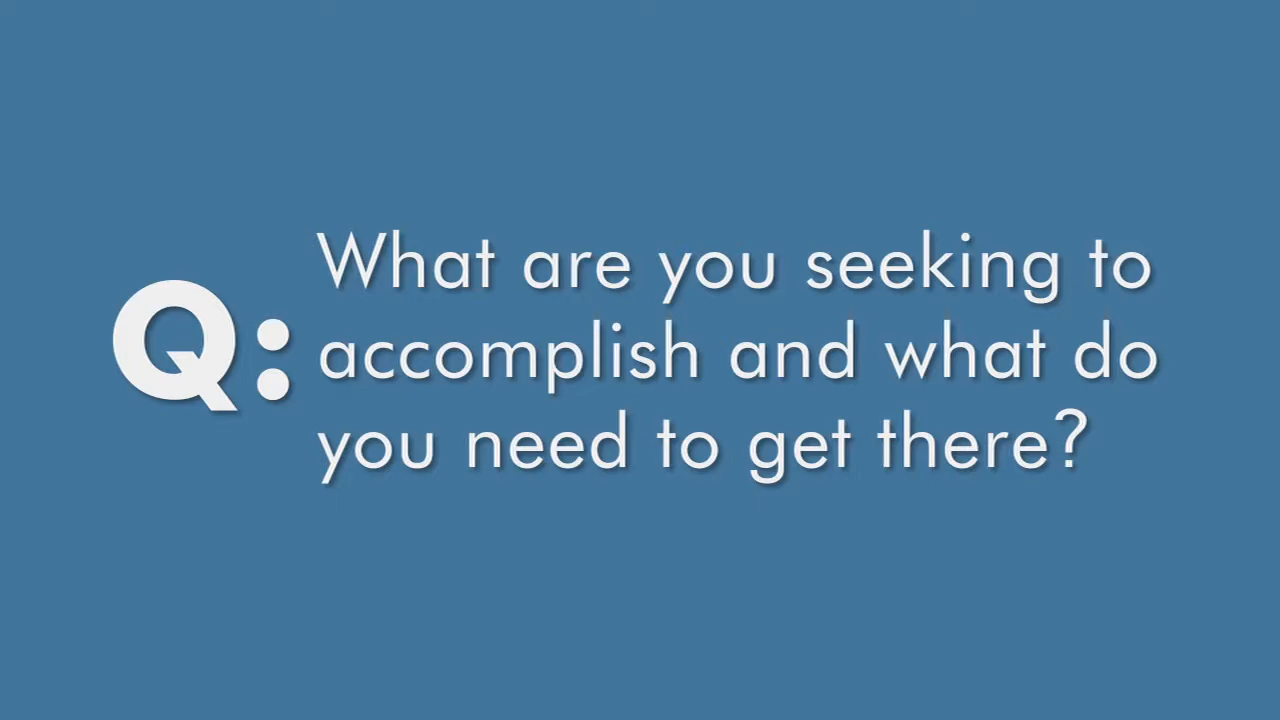 Q: What are you seeking to
accomplish and what do
you need to get there?